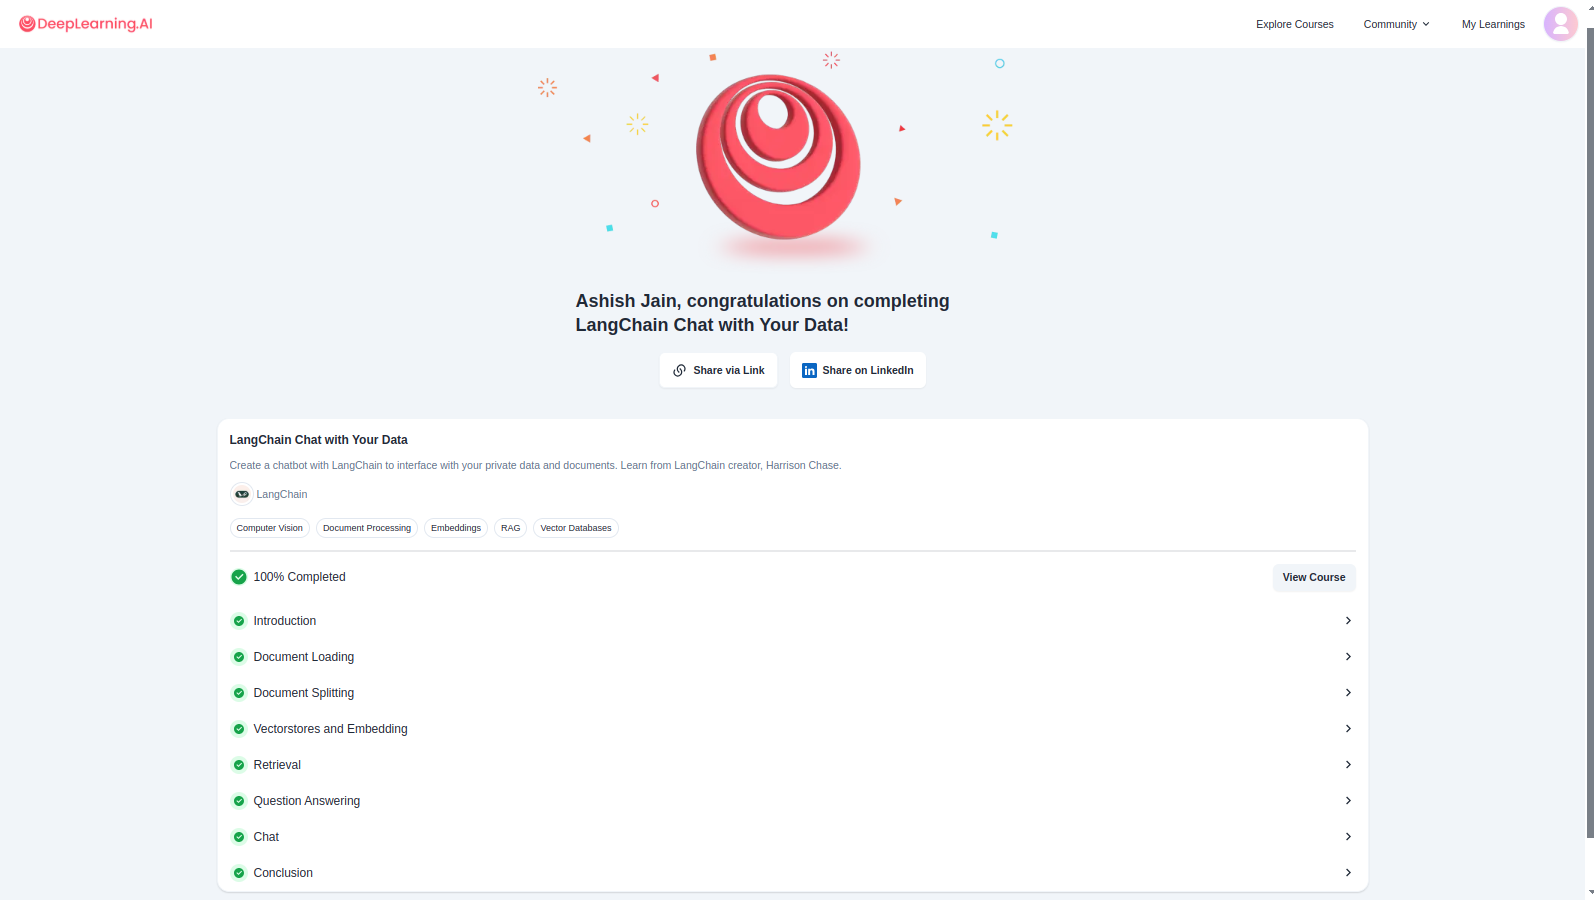 DeepLearning.AI
Explore Courses
Community
My Learnings
Ashish Jain, congratulations on completing
LangChain Chat with Your Data!
Share via Link
in Share on LinkedIn
LangChain Chat with Your Data
Create a chatbot with LangChain to interface with your private data and documents. Learn from LangChain creator, Harrison Chase.
LangChain
Computer Vision
Document Processing
Embeddings
RAG
Vector Databases
100% Completed
View Course
Introduction
Document Loading
Document Splitting
Vectorstores and Embedding
Retrieval
Question Answering
Chat
Conclusion